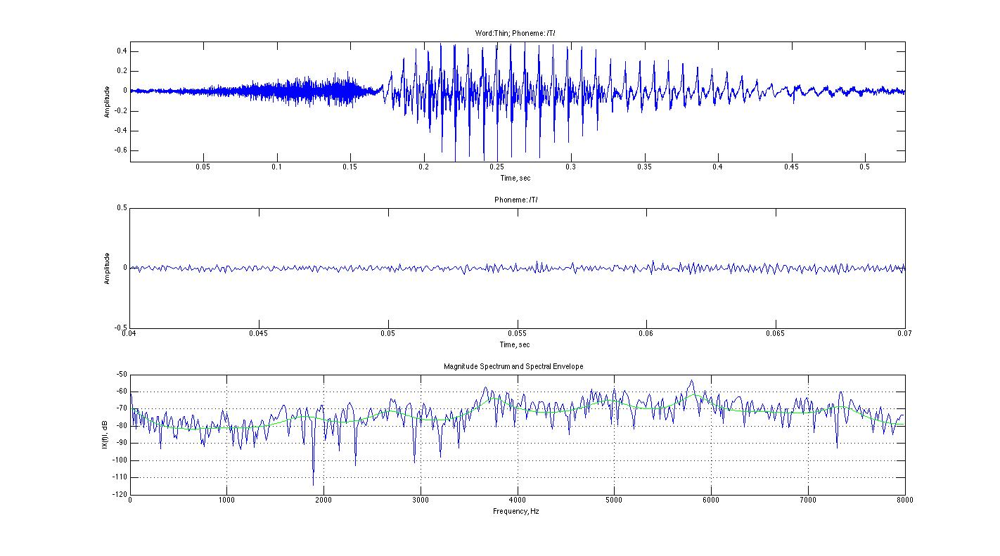 Word:Thin; Phoneme: /T/
0.4
0.2
0
-0.2
-0.4
-0.6
Amplitude
0.05 0.1 0.15 0.2 0.25 0.3 0.35 0.4 0.45 0.5
Time, sec
Phoneme: /T/
0.5
0
-0.5
Amplitude
0.04 0.045 0.05 0.055 0.06 0.065 0.07
Time, sec
Magnitude Spectrum and Spectral Envelope
-50
-60
-70
-80
-90
-100
-110
-120
|X(f)|, dB
0 1000 2000 3000 4000 5000 6000 7000 8000
Frequency, Hz